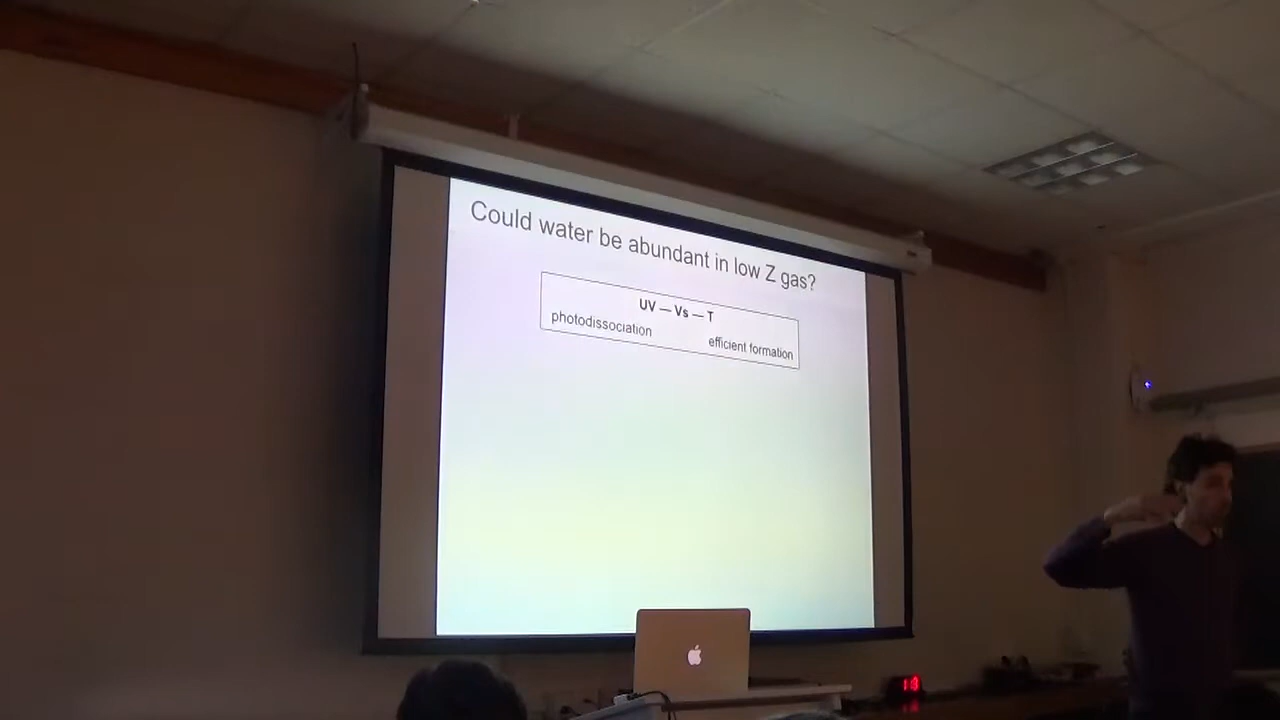 Could water be abundant in low Z gas?
UV — Vs — T
photodissociation
efficient formation